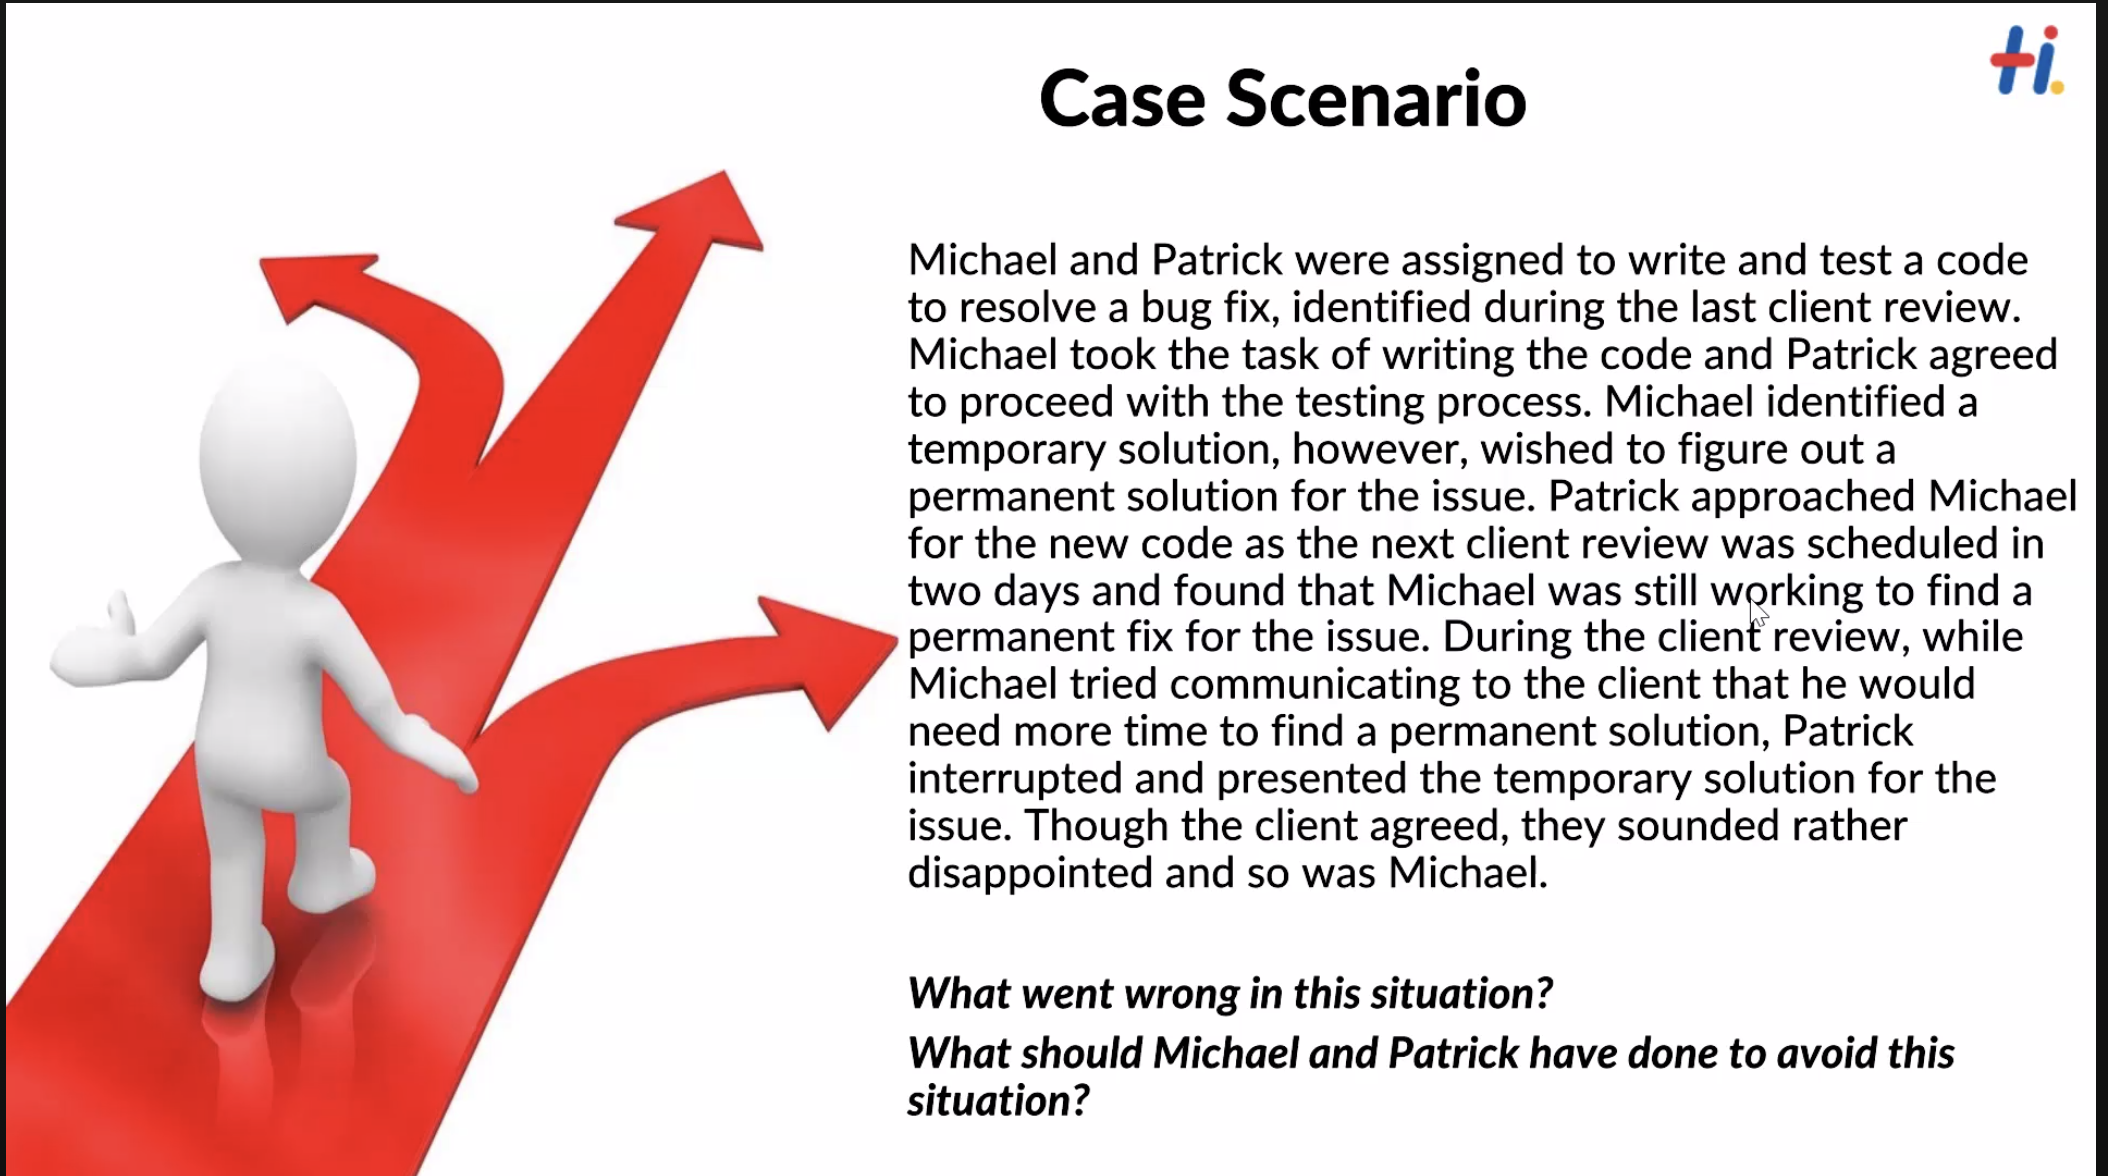 Hi.
Case Scenario
Michael and Patrick were assigned to write and test a code
to resolve a bug fix, identified during the last client review.
Michael took the task of writing the code and Patrick agreed
to proceed with the testing process. Michael identified a
temporary solution, however, wished to figure out a
permanent solution for the issue. Patrick approached Michael
for the new code as the next client review was scheduled in
two days and found that Michael was still working to find a
permanent fix for the issue. During the client review, while
Michael tried communicating to the client that he would
need more time to find a permanent solution, Patrick
interrupted and presented the temporary solution for the
issue. Though the client agreed, they sounded rather
disappointed and so was Michael.
What went wrong in this situation?
What should Michael and Patrick have done to avoid this
situation?